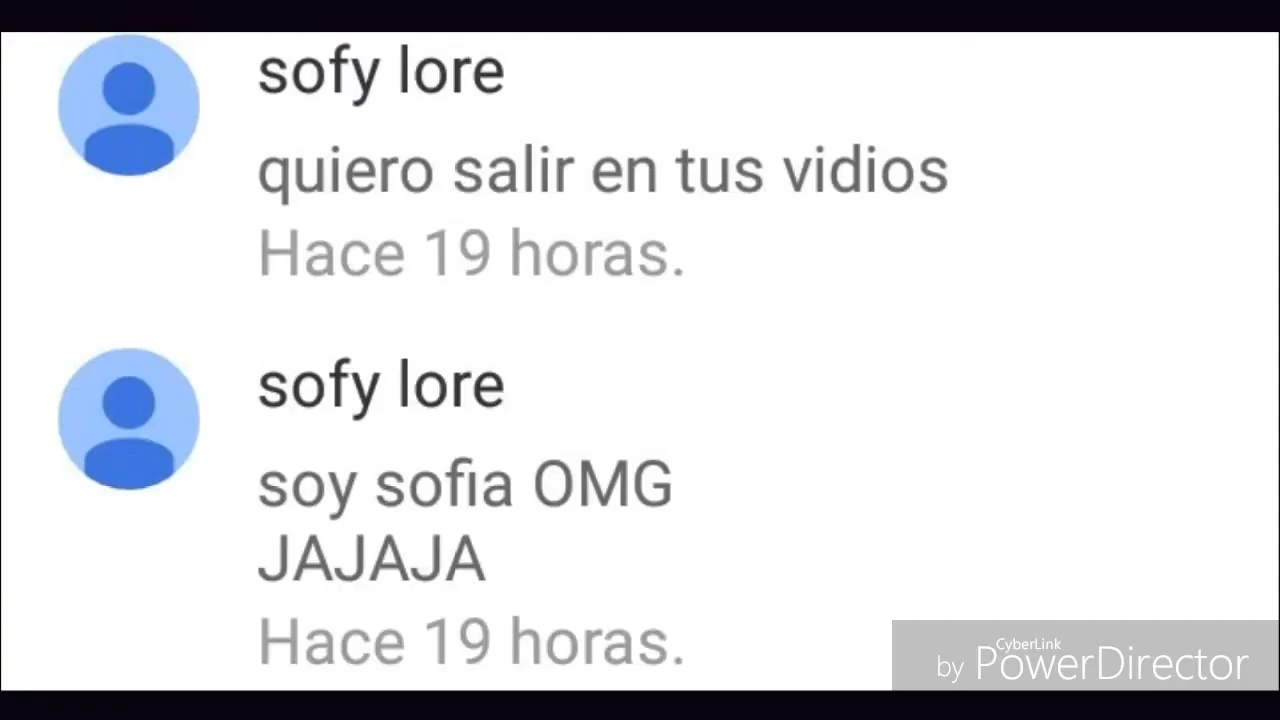 sofy lore
quiero salir en tus vidios
Hace 19 horas.
sofy lore
soy sofia OMG
JAJAJA
Hace 19 horas.
CyberLink
by PowerDirector